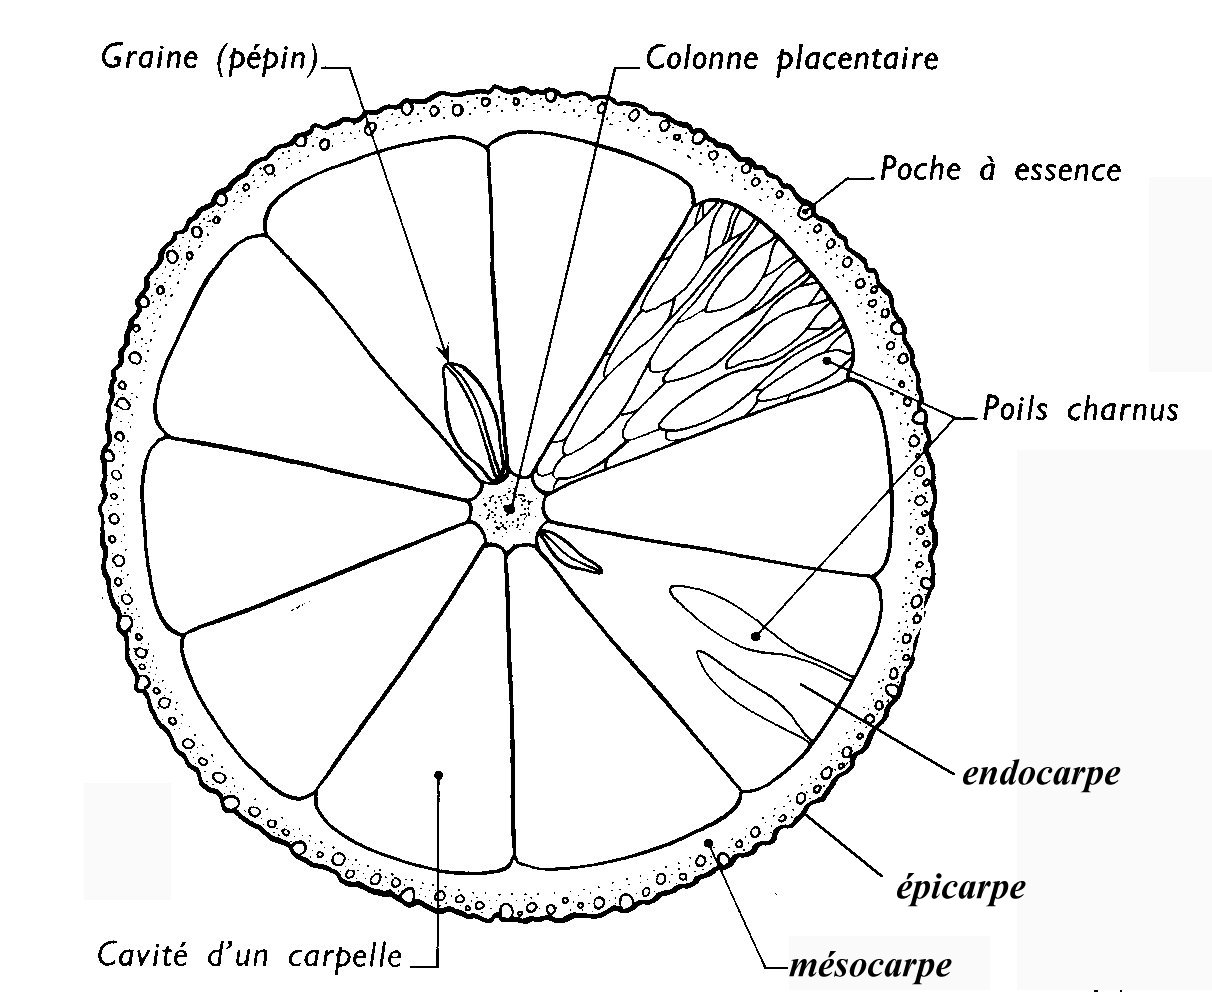 Graine (pépin)
Colonne placentaire
Poche à essence
Poils charnus
endocarpe
épicarpe
Cavité d'un carpelle
mésocarpe